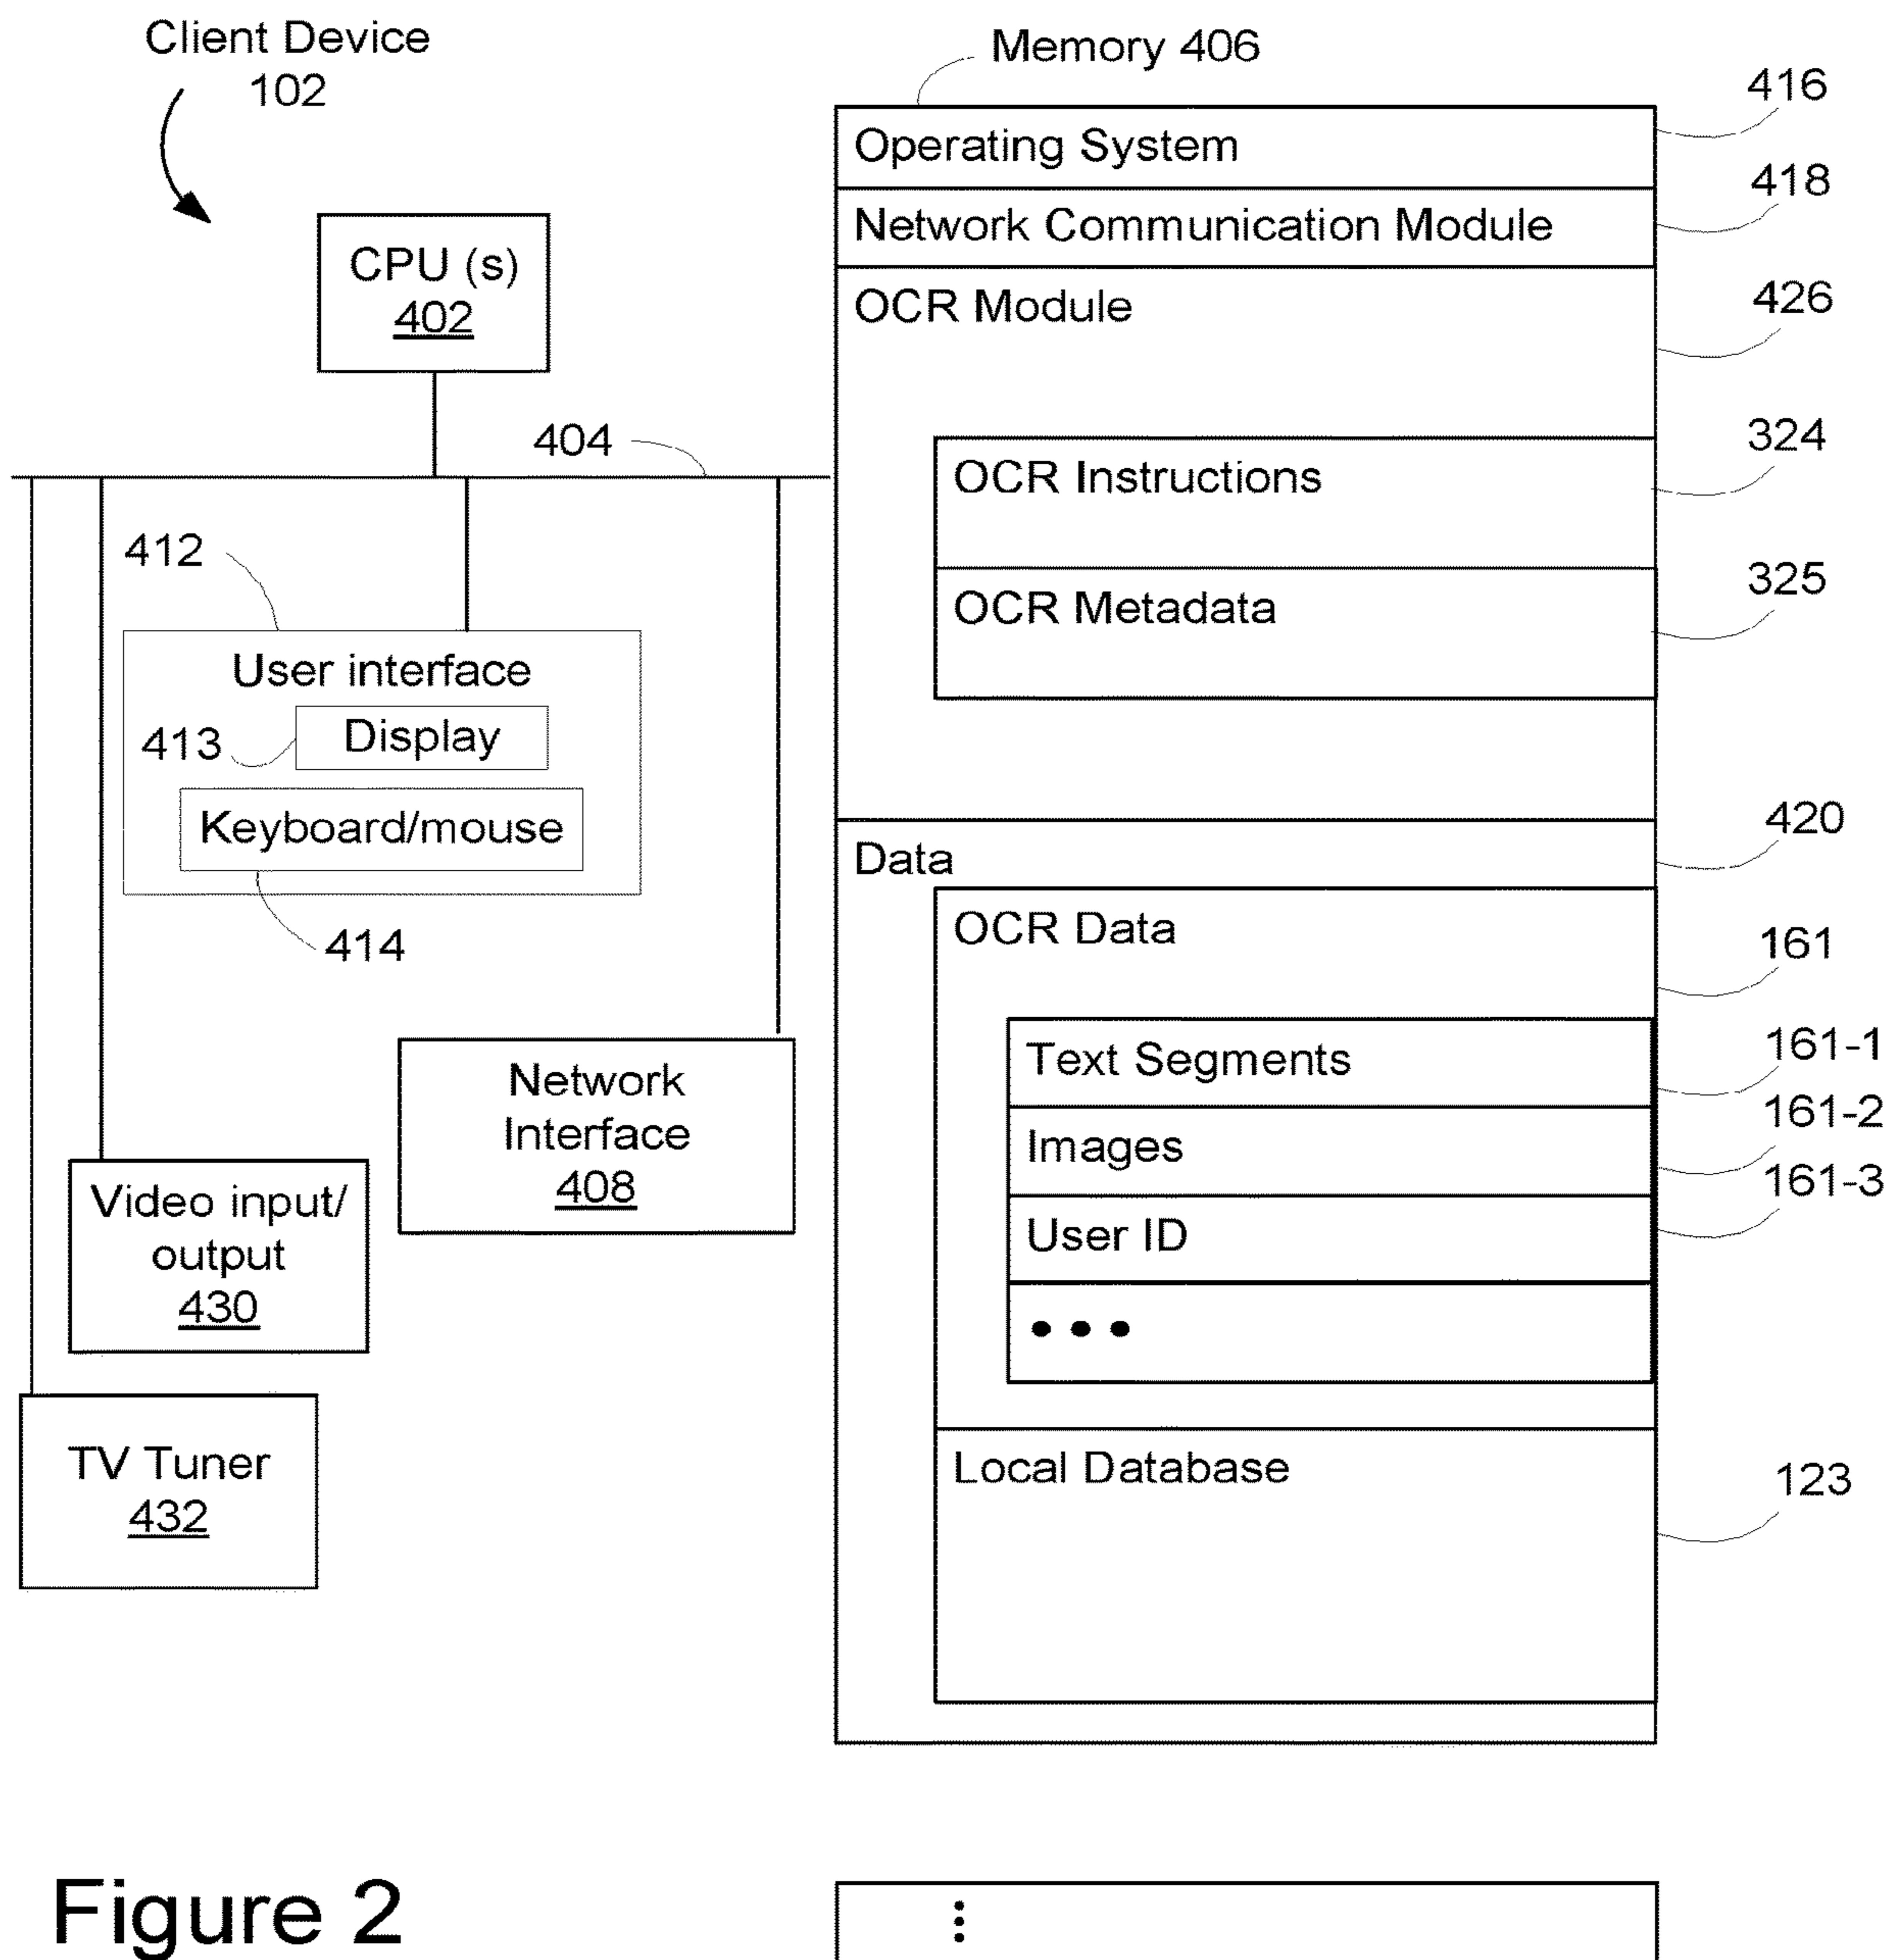 Client Device
102
CPU (s)
402
404
412
User interface
413
Display
Keyboard/mouse
414
Network
Interface
408
Video input/
output
430
TV Tuner
432
Memory 406
Operating System
416
Network Communication Module
418
OCR Module
426
OCR Instructions
324
OCR Metadata
325
Data
420
OCR Data
161
Text Segments
161-1
Images
161-2
User ID
161-3
Local Database
123
Figure 2